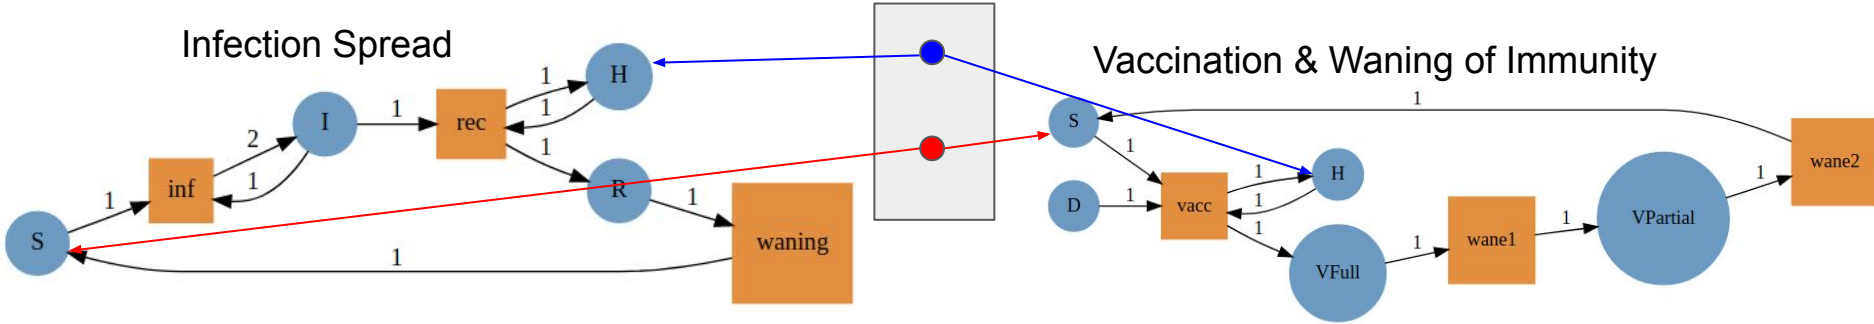 Infection Spread
S
1
inf
2
1
I
1
rec
1
1
H
1
R
1
waning
1
Vaccination & Waning of Immunity
S
1
1
D
1
vacc
1
1
H
1
VFull
1
wane1
1
VPartial
1
wane2